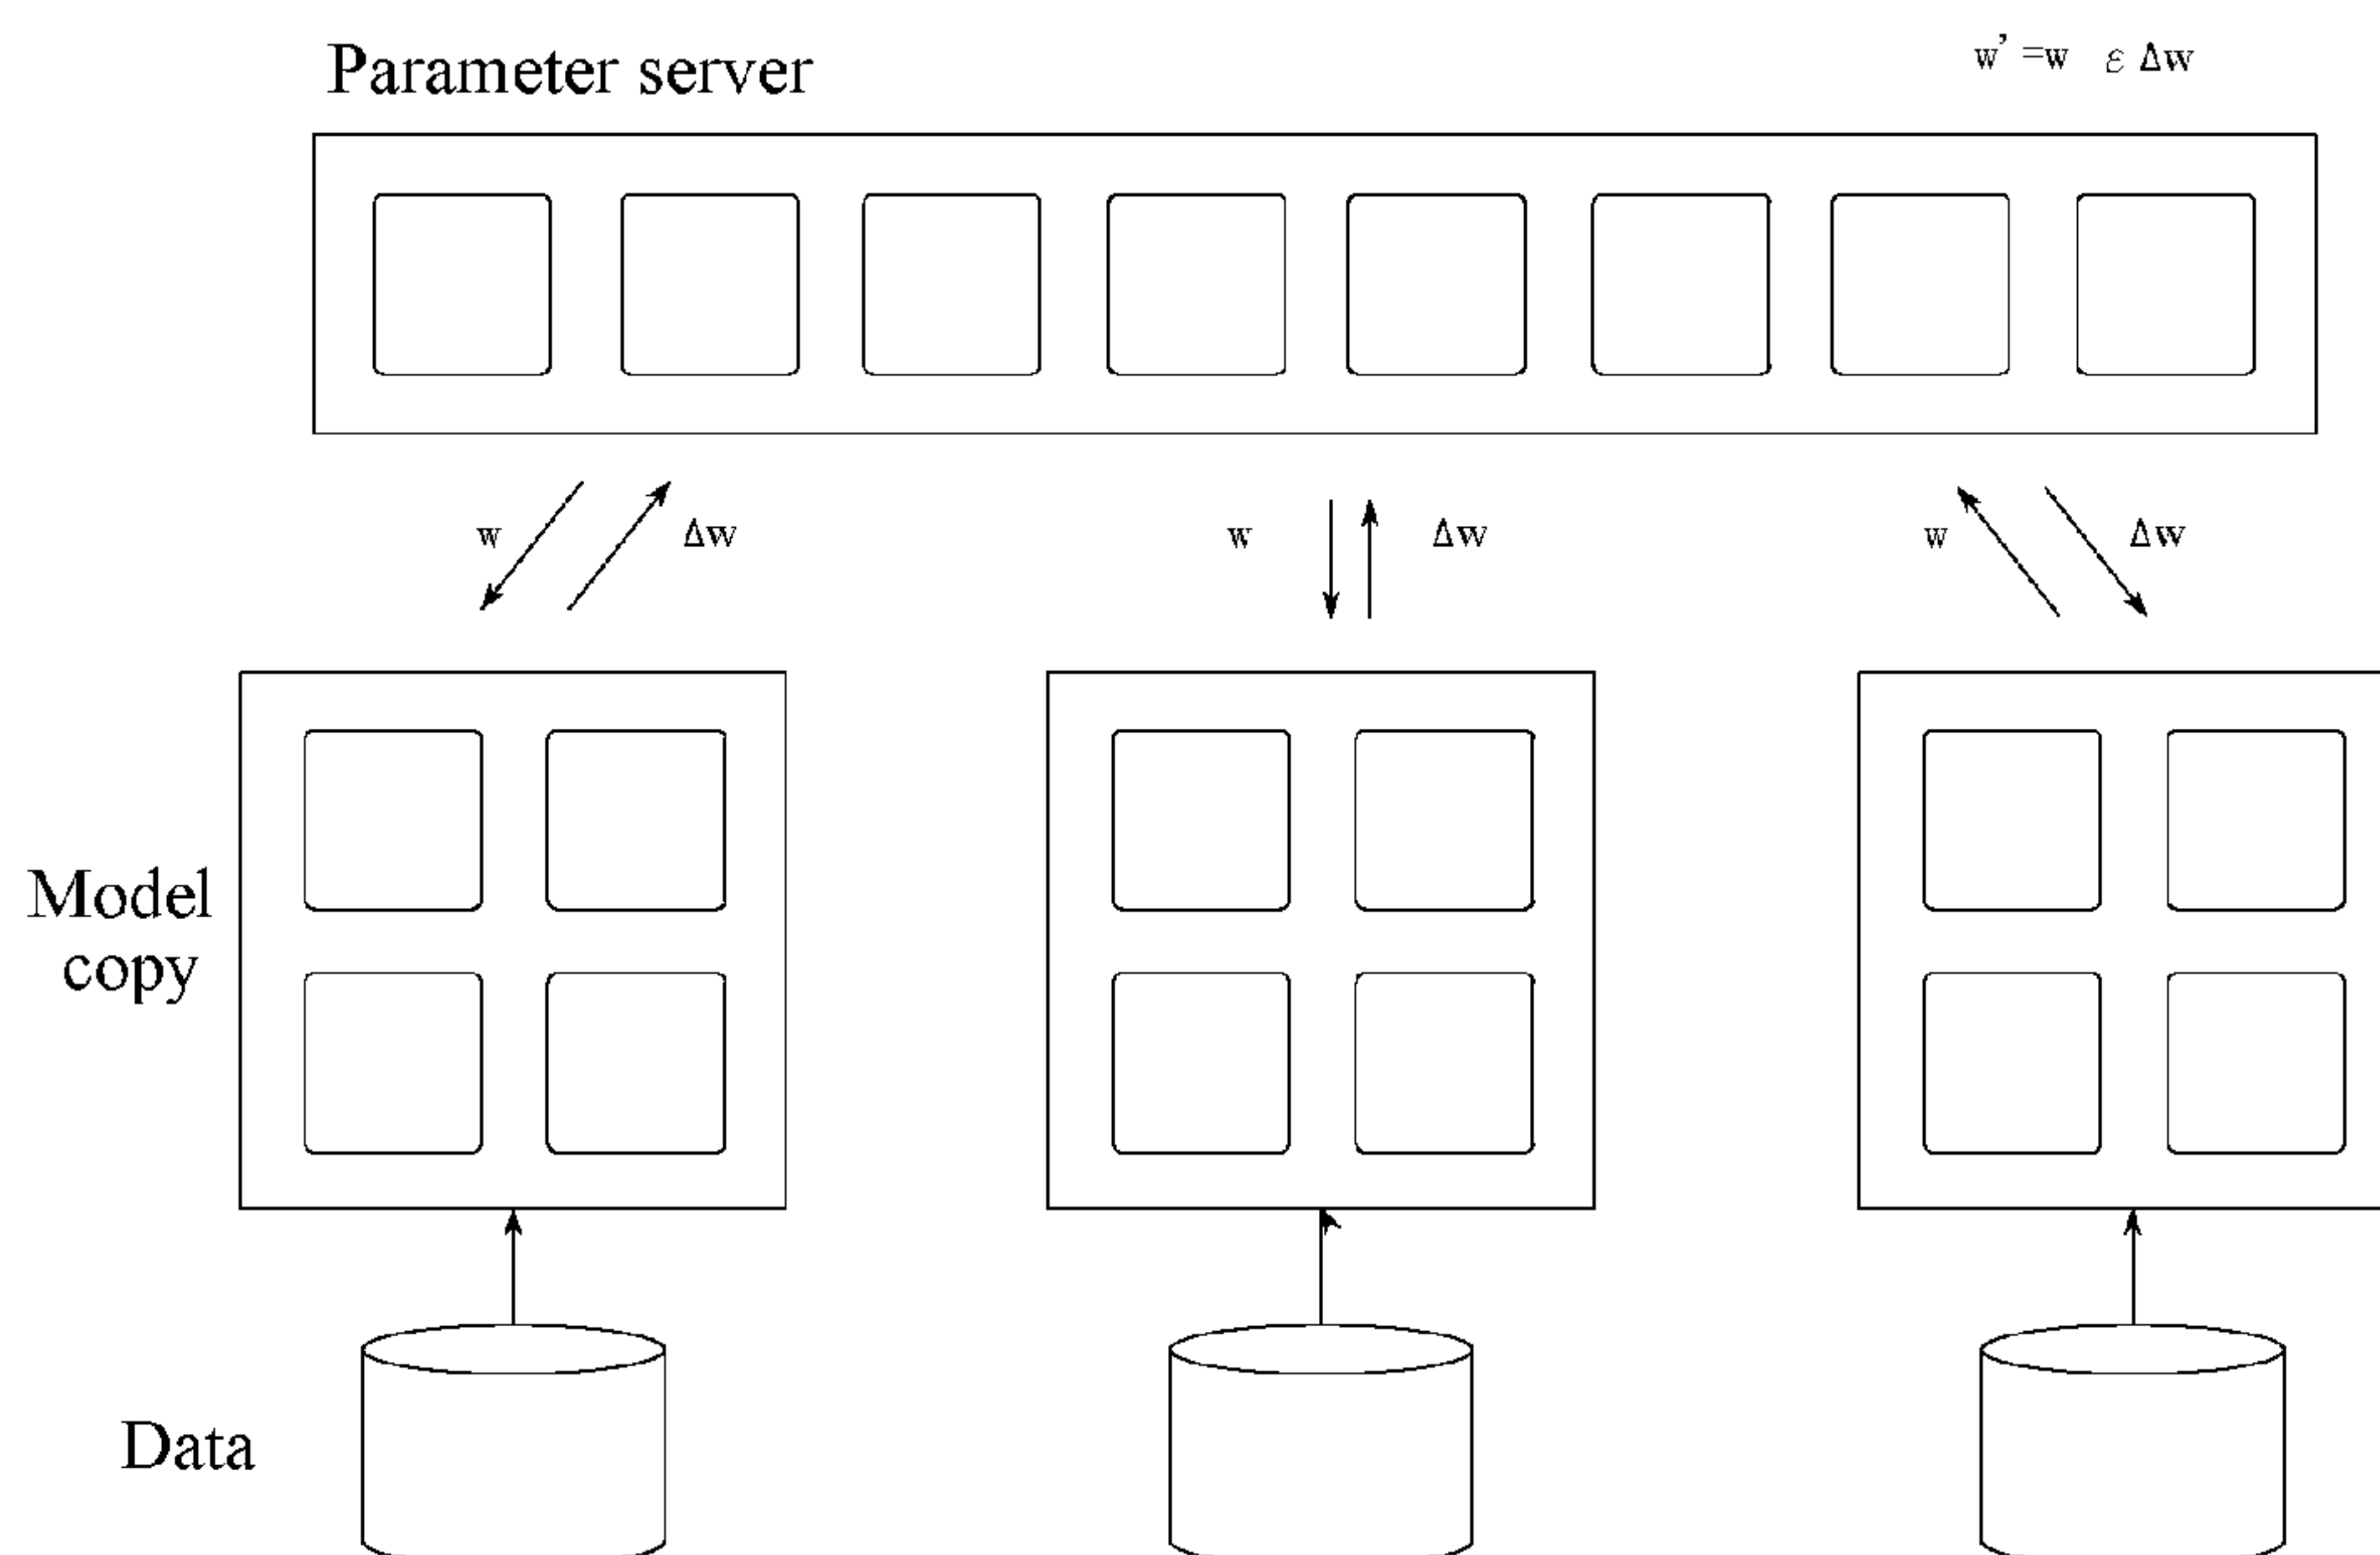 Parameter server
w' =w ε Δw
w
Δw
w
Δw
w
Δw
Model
copy
Data